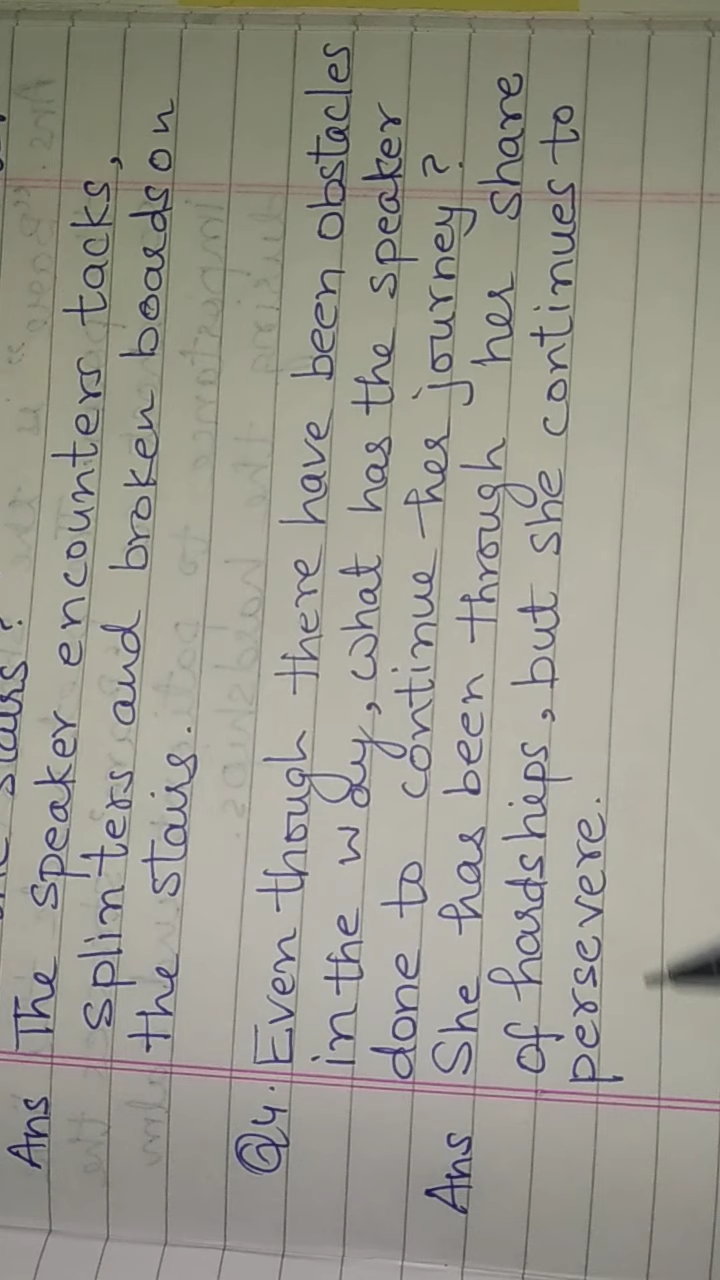 stairs?
Ans The speaker encounters tacks,
splinters and broken boards on
the stairs.
Q4. Even though there have been obstacles
in the way, what has the speaker
done to continue her journey?
Ans She has been through her share
of hardships, but she continues to
persevere.